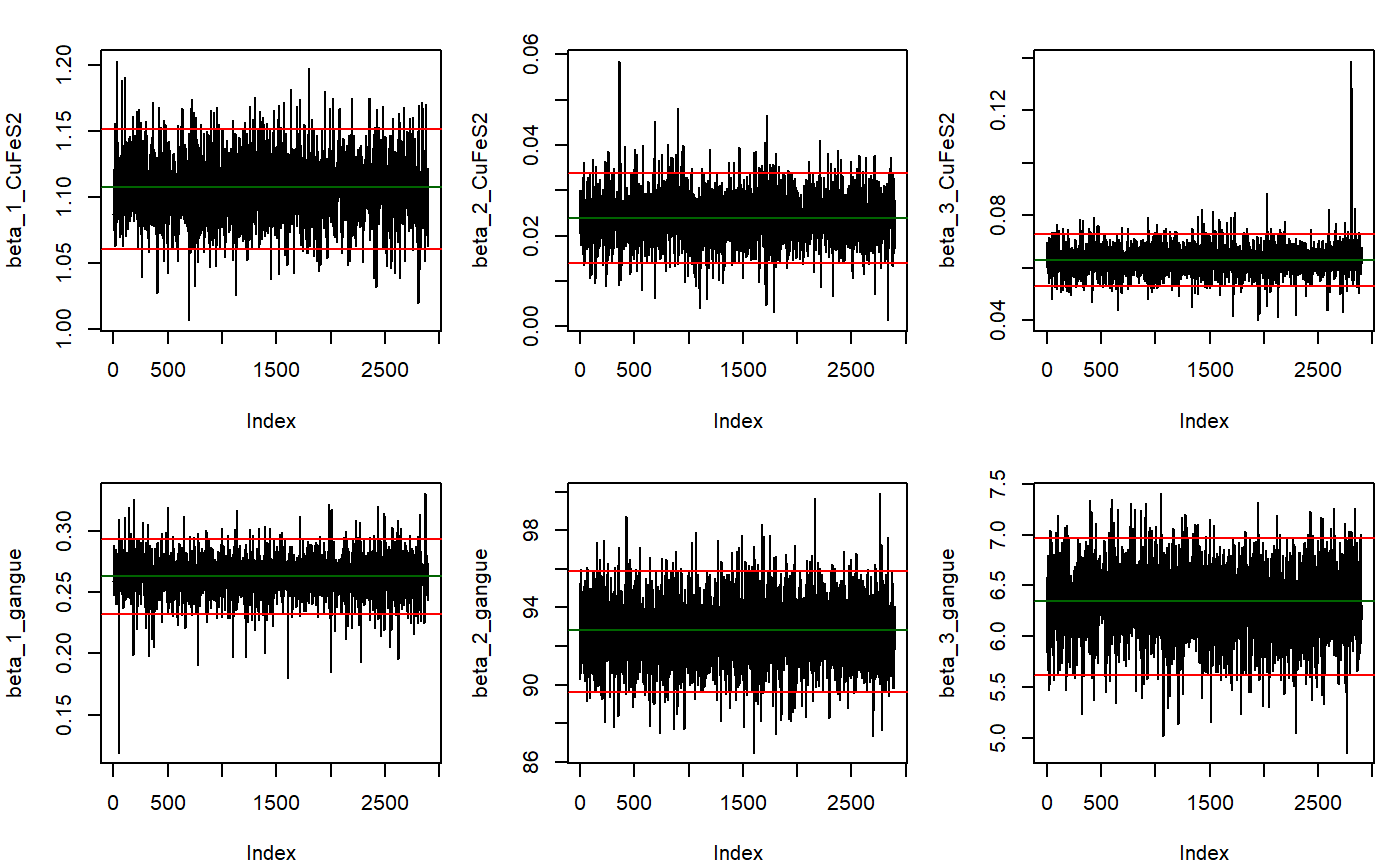 beta_1_CuFeS2
1.00 1.05 1.10 1.15 1.20
0 500 1500 2500
Index
beta_2_CuFeS2
0.00 0.02 0.04 0.06
0 500 1500 2500
Index
beta_3_CuFeS2
0.04 0.08 0.12
0 500 1500 2500
Index
beta_1_gangue
0.15 0.20 0.25 0.30
0 500 1500 2500
Index
beta_2_gangue
86 90 94 98
0 500 1500 2500
Index
beta_3_gangue
5.0 5.5 6.0 6.5 7.0 7.5
0 500 1500 2500
Index